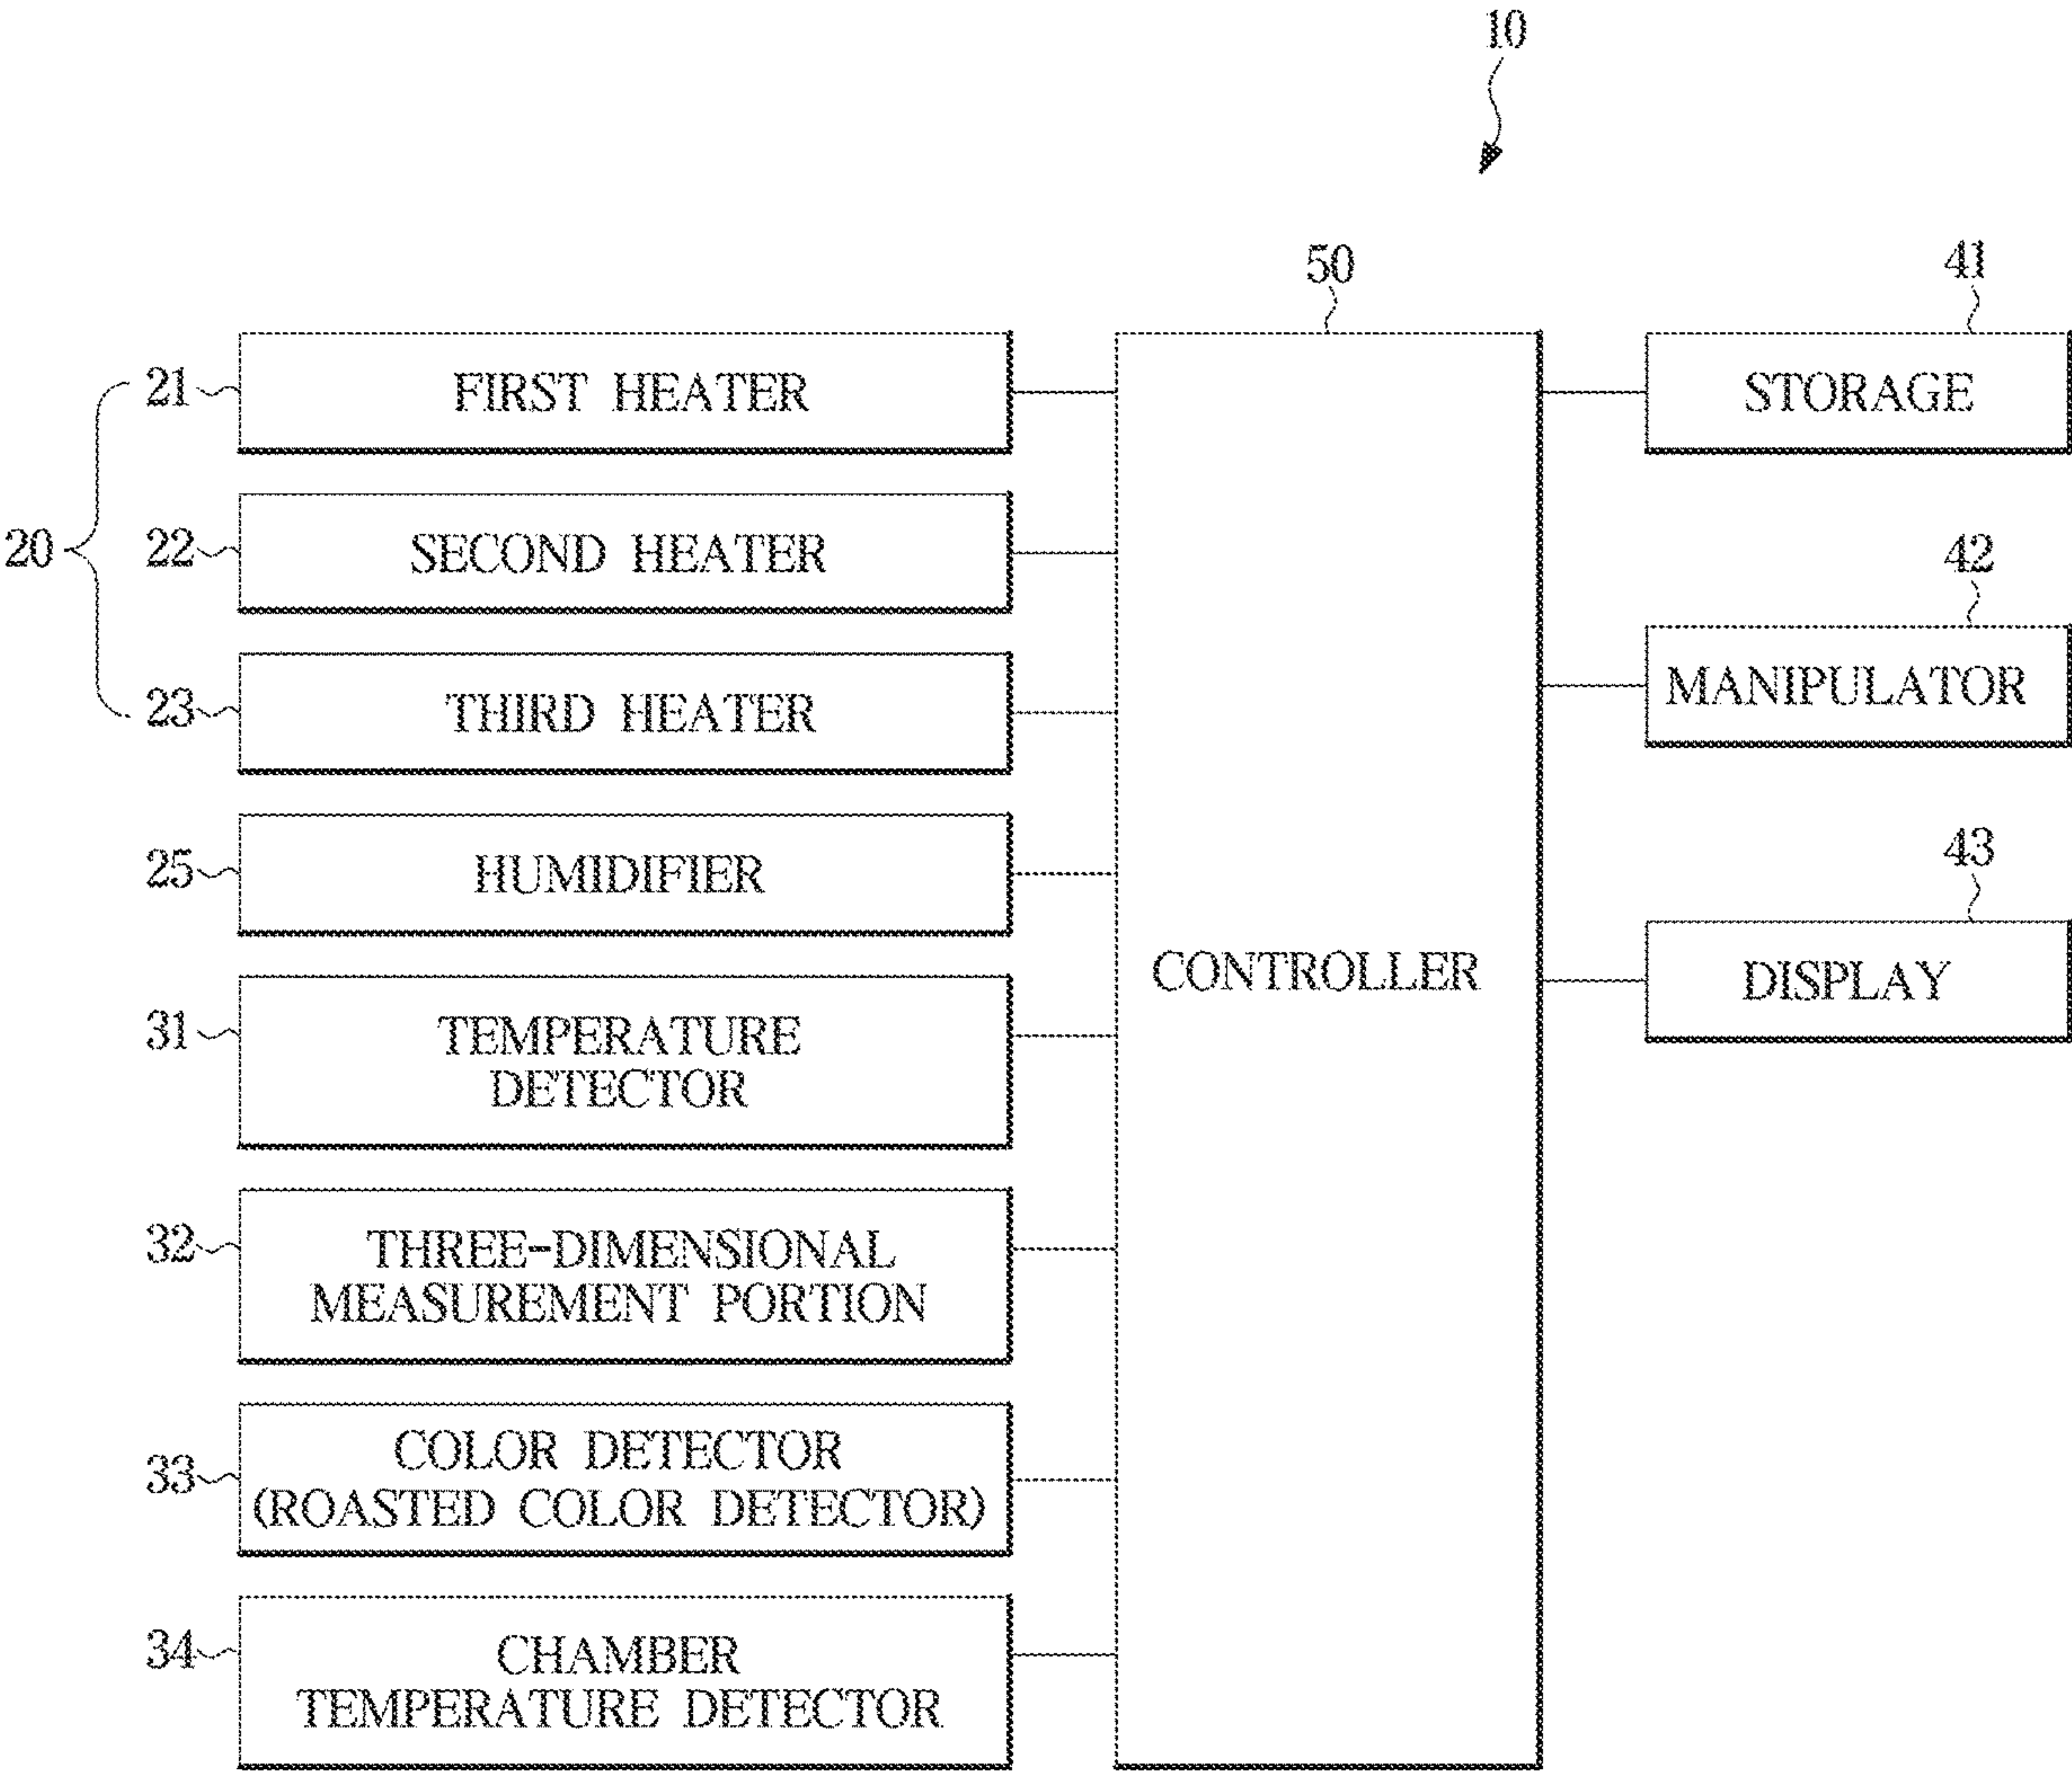 10
50
41
21
FIRST HEATER
STORAGE
20
22
SECOND HEATER
42
23
THIRD HEATER
MANIPULATOR
25
HUMIDIFIER
43
CONTROLLER
DISPLAY
31
TEMPERATURE
DETECTOR
32
THREE-DIMENSIONAL
MEASUREMENT PORTION
33
COLOR DETECTOR
(ROASTED COLOR DETECTOR)
34
CHAMBER
TEMPERATURE DETECTOR